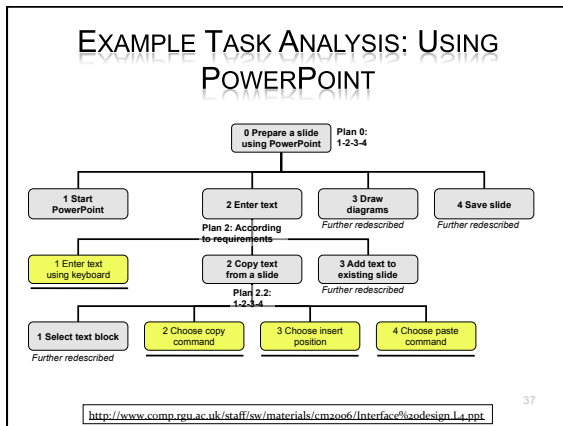 EXAMPLE TASK ANALYSIS: USING
POWERPOINT
0 Prepare a slide
using PowerPoint
Plan 0:
1-2-3-4
1 Start
PowerPoint
2 Enter text
3 Draw
diagrams
4 Save slide
Further redescribed
Further redescribed
Plan 2: According
to requirements
1 Enter text
using keyboard
2 Copy text
from a slide
3 Add text to
existing slide
Further redescribed
Plan 2.2:
1-2-3-4
1 Select text block
2 Choose copy
command
3 Choose insert
position
4 Choose paste
command
Further redescribed
37
http://www.comp.rgu.ac.uk/staff/sw/materials/cm2006/Interface%20design.L4.ppt